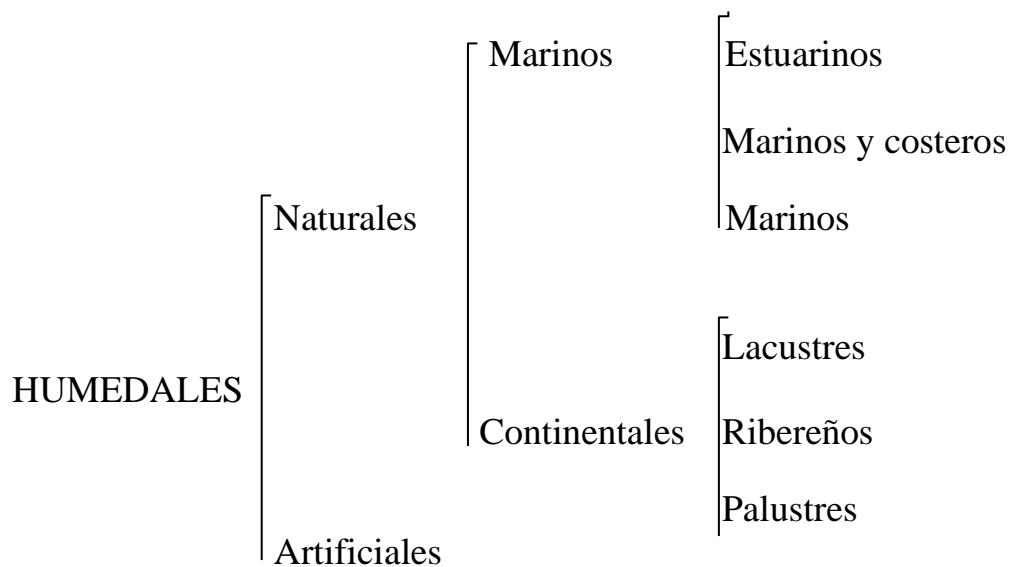 Marinos
Estuarinos
Marinos y costeros
Naturales
Marinos
Lacustres
HUMEDALES
Continentales
Ribereños
Palustres
Artificiales